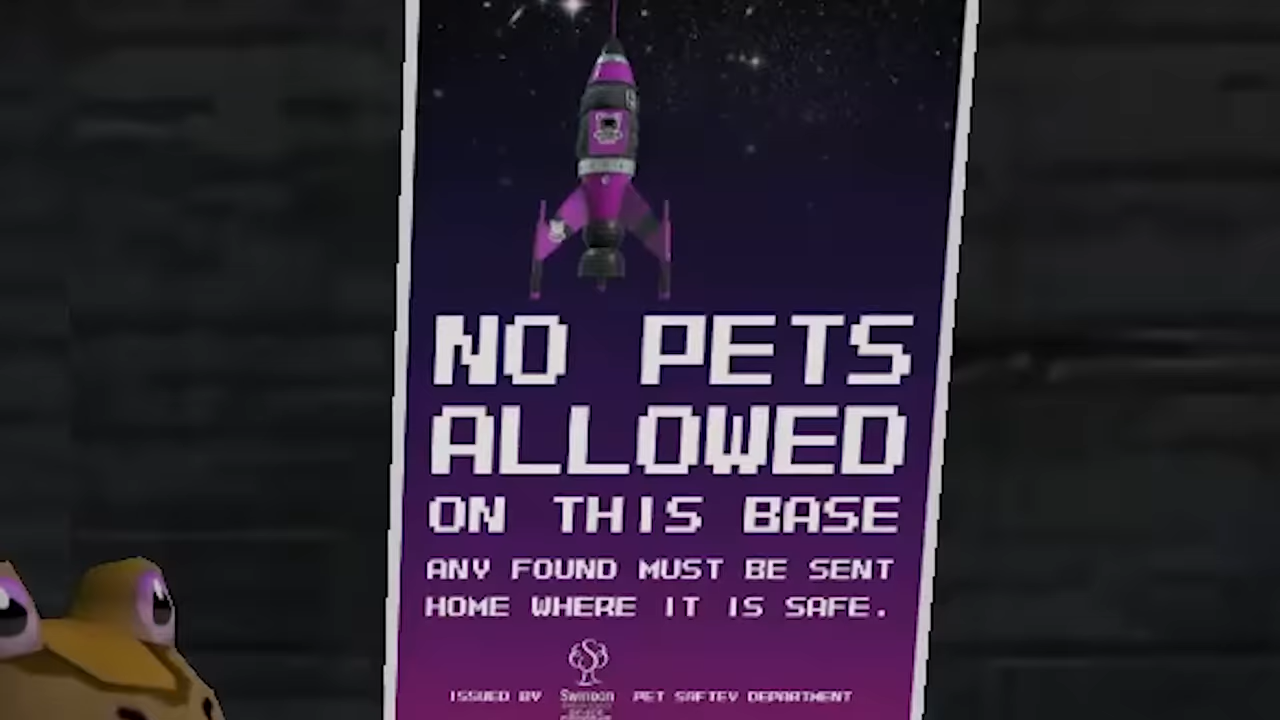 NO PETS
ALLOWED
ON THIS BASE
ANY FOUND MUST BE SENT
HOME WHERE IT IS SAFE.
ISSUED BY Swinoon PET SAFTEY DEPARTMENT